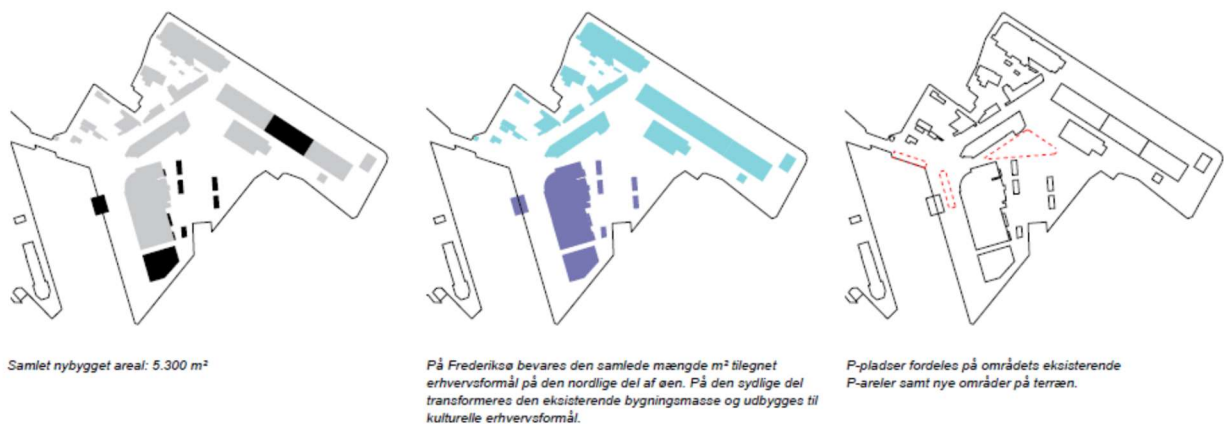 Samlet nybygget areal: 5.300 m²
På Frederiksø bevares den samlede mængde m² tilegnet
erhvervsformål på den nordlige del af øen. På den sydlige del
transformeres den eksisterende bygningsmasse og udbygges til
kulturelle erhvervsformål.
P-pladser fordeles på områdets eksisterende
P-areler samt nye områder på terræn.